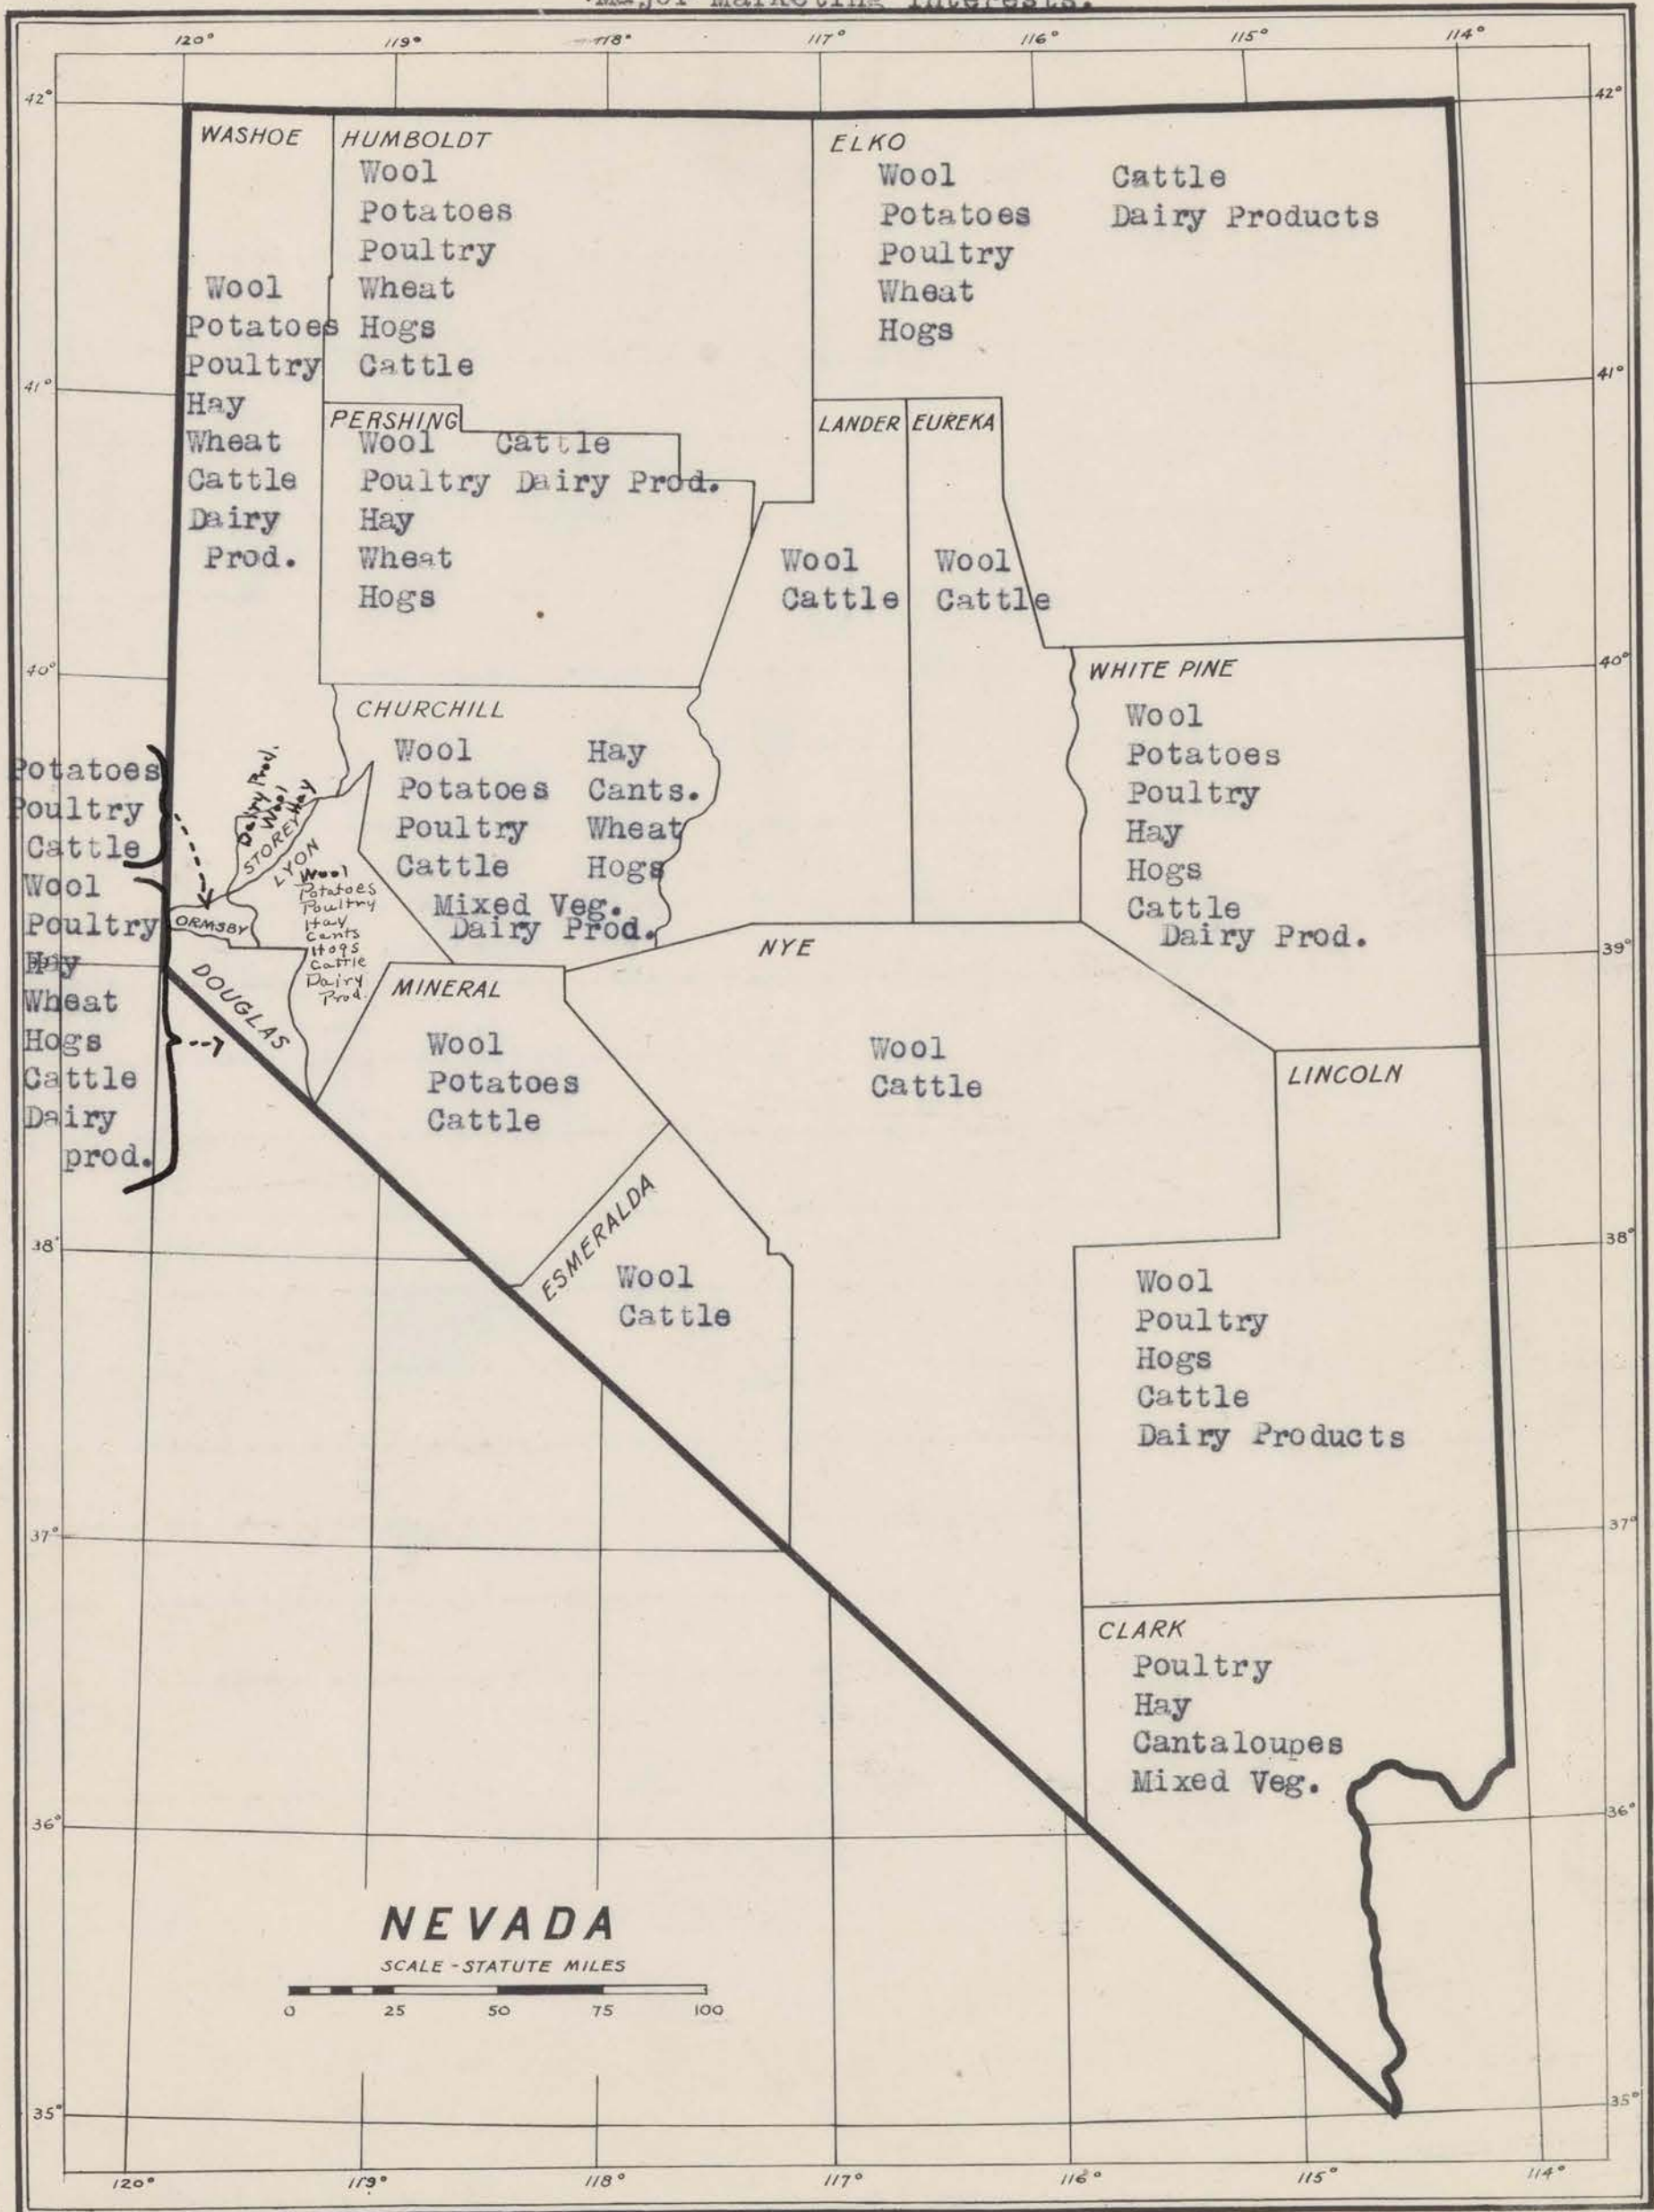 Major Marketing Interests.
120° 119° 118° 117° 116° 115° 114°
42° 42°
WASHOE
Wool
Potatoes
Poultry
Hay
Wheat
Cattle
Dairy
Prod.
HUMBOLDT
Wool
Potatoes
Poultry
Wheat
Hogs
Cattle
ELKO
Wool Cattle
Potatoes Dairy Products
Poultry
Wheat
Hogs
41° 41°
PERSHING
Wool Cattle
Poultry Dairy Prod.
Hay
Wheat
Hogs
LANDER
Wool
Cattle
EUREKA
Wool
Cattle
40° 40°
WHITE PINE
Wool
Potatoes
Poultry
Hay
Hogs
Cattle
Dairy Prod.
CHURCHILL
Wool Hay
Potatoes Cants.
Poultry Wheat
Cattle Hogs
Mixed Veg.
Dairy Prod.
Potatoes
Poultry
Cattle
ORMSBY
Dairy Prod.
Wool
Hay
STOREY
LYON
Wool
Potatoes
Poultry
Hay
Cants
Hogs
Cattle
Dairy
Prod.
Wool
Poultry
Hay
Wheat
Hogs
Cattle
Dairy
prod.
DOUGLAS
39°
MINERAL
Wool
Potatoes
Cattle
NYE
Wool
Cattle
LINCOLN
Wool
Poultry
Hogs
Cattle
Dairy Products
38° 38°
ESMERALDA
Wool
Cattle
37° 37°
CLARK
Poultry
Hay
Cantaloupes
Mixed Veg.
36° 36°
NEVADA
SCALE - STATUTE MILES
0 25 50 75 100
35° 35°
120° 119° 118° 117° 116° 115° 114°